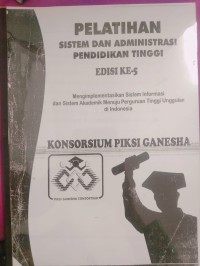 PELATIHAN
SISTEM DAN ADMINISTRASI
PENDIDIKAN TINGGI
EDISI KE-5
Mengimplementasikan Sistem Informasi
dan Sistem Akademik Menuju Perguruan Tinggi Unggulan
di Indonesia
KONSORSIUM PIKSI GANESHA